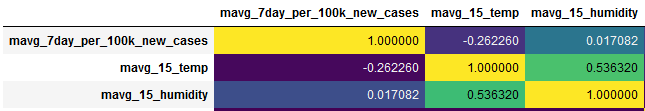 mavg_7day_per_100k_new_cases mavg_15_temp mavg_15_humidity
mavg_7day_per_100k_new_cases 1.000000 -0.262260 0.017082
mavg_15_temp -0.262260 1.000000 0.536320
mavg_15_humidity 0.017082 0.536320 1.000000